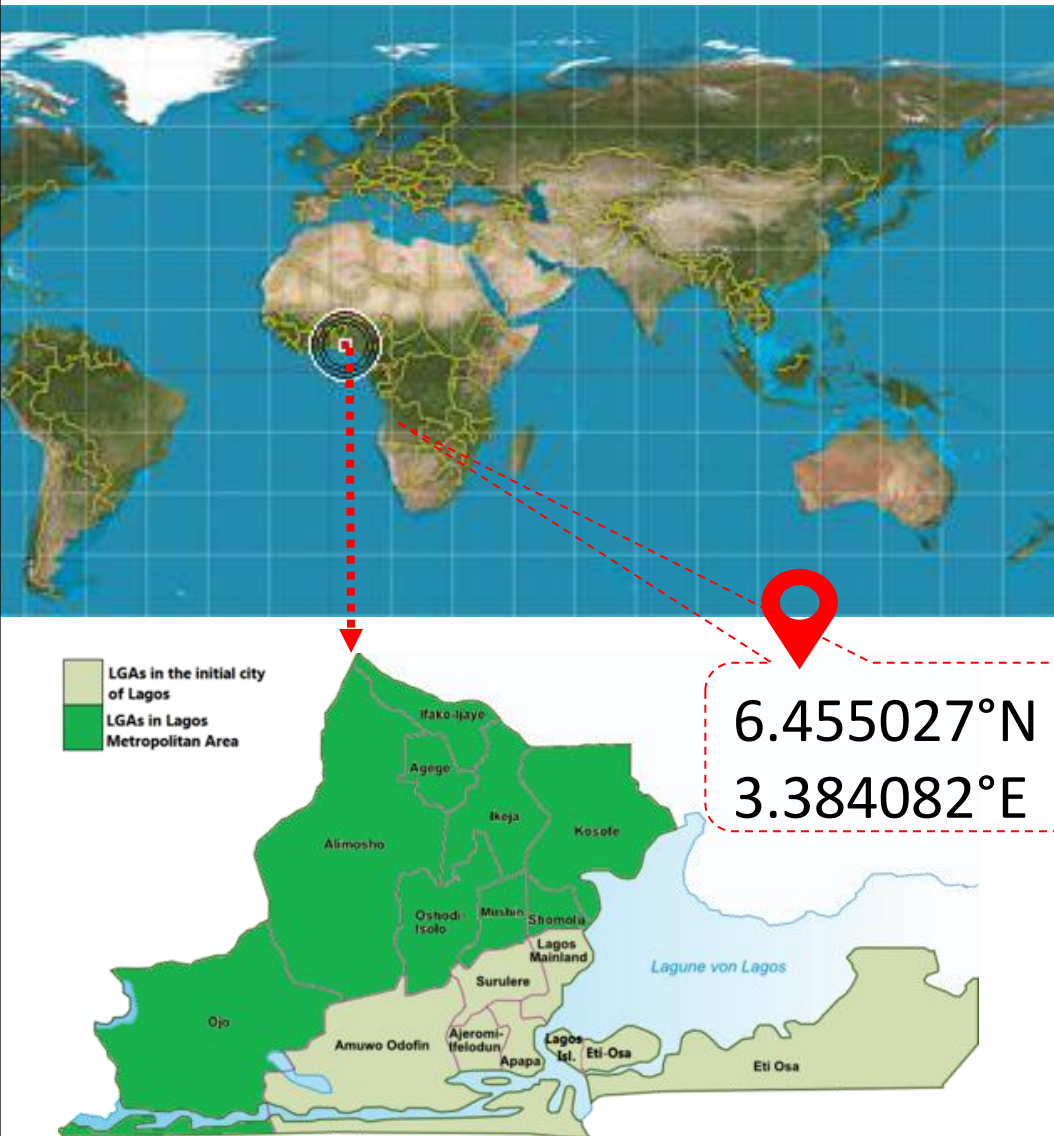 LGAs in the initial city
of Lagos
LGAs in Lagos
Metropolitan Area
6.455027°N
3.384082°E
Ifako-Ijaye
Agege
Ikeja
Kosofe
Alimosho
Oshodi-
Isolo
Mushin
Shomolu
Lagos
Mainland
Surulere
Lagune von Lagos
Ojo
Amuwo Odofin
Ajeromi-
Ifelodun
Apapa
Lagos
Isl.
Eti-Osa
Eti Osa